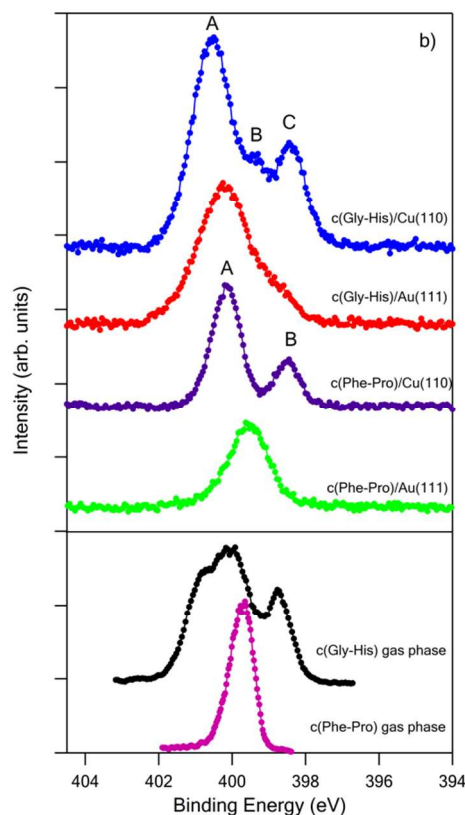 A
b)
B
C
c(Gly-His)/Cu(110)
A
c(Gly-His)/Au(111)
B
c(Phe-Pro)/Cu(110)
c(Phe-Pro)/Au(111)
c(Gly-His) gas phase
c(Phe-Pro) gas phase
Intensity (arb. units)
404 402 400 398 396 394
Binding Energy (eV)